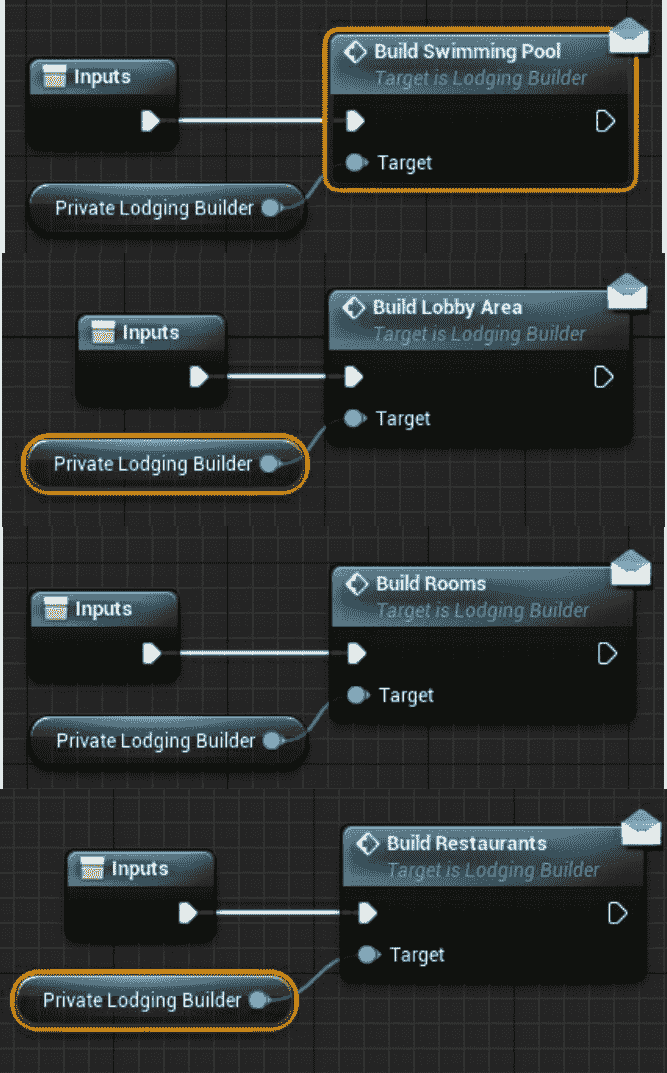 Build Swimming Pool
Target is Lodging Builder
Inputs
Target
Private Lodging Builder
Build Lobby Area
Target is Lodging Builder
Inputs
Target
Private Lodging Builder
Build Rooms
Target is Lodging Builder
Inputs
Target
Private Lodging Builder
Build Restaurants
Target is Lodging Builder
Inputs
Target
Private Lodging Builder